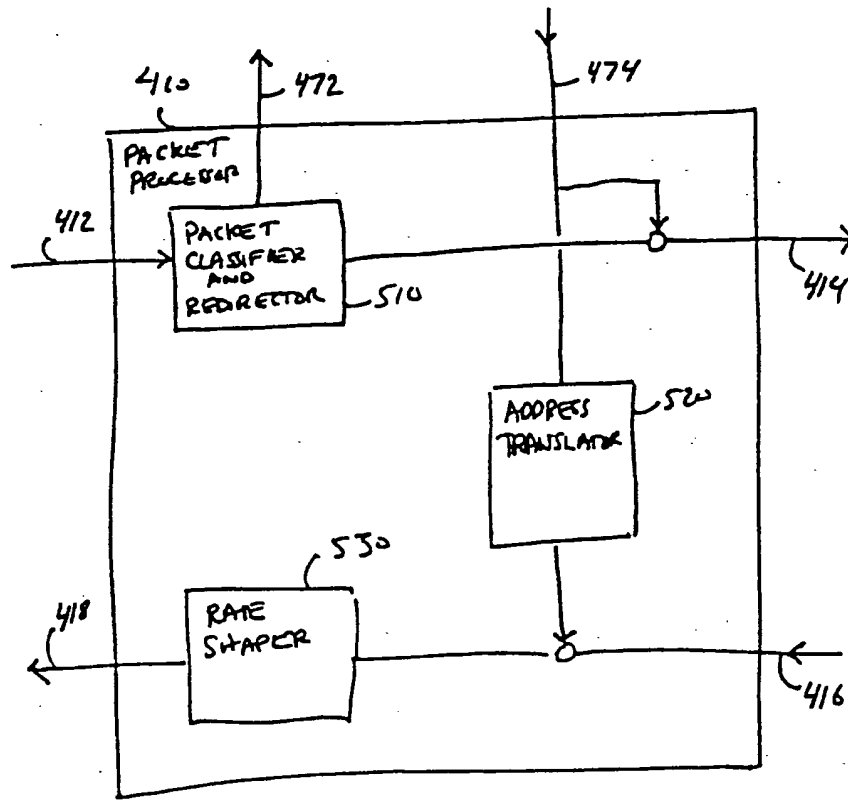 410
472
474
PACKET
PROCESSOR
412
PACKET
CLASSIFIER
AND
REDIRECTOR
510
414
ADDRESS
TRANSLATOR
520
530
418
RATE
SHAPER
416